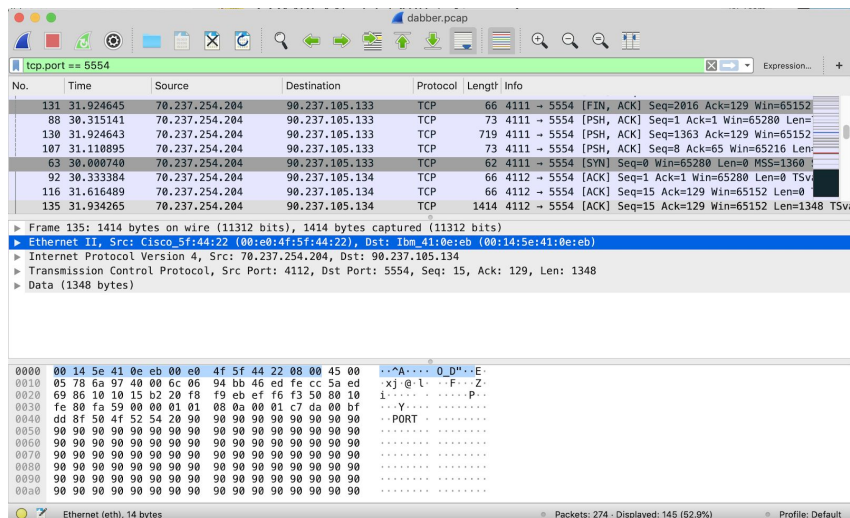 dabber.pcap
tcp.port == 5554
Expression...
+
No. Time Source Destination Protocol Length Info
131 31.924645 70.237.254.204 90.237.105.133 TCP 66 4111 → 5554 [FIN, ACK] Seq=2016 Ack=129 Win=65152
88 30.315141 70.237.254.204 90.237.105.133 TCP 73 4111 → 5554 [PSH, ACK] Seq=1 Ack=1 Win=65280 Len=
130 31.924643 70.237.254.204 90.237.105.133 TCP 719 4111 → 5554 [PSH, ACK] Seq=1363 Ack=129 Win=65152
107 31.110895 70.237.254.204 90.237.105.133 TCP 73 4111 → 5554 [PSH, ACK] Seq=8 Ack=65 Win=65216 Len=
63 30.000740 70.237.254.204 90.237.105.133 TCP 62 4111 → 5554 [SYN] Seq=0 Win=65280 Len=0 MSS=1360
92 30.333384 70.237.254.204 90.237.105.134 TCP 66 4112 → 5554 [ACK] Seq=1 Ack=1 Win=65280 Len=0 TSv
116 31.616489 70.237.254.204 90.237.105.134 TCP 66 4112 → 5554 [ACK] Seq=15 Ack=129 Win=65152 Len=0
135 31.934265 70.237.254.204 90.237.105.134 TCP 1414 4112 → 5554 [ACK] Seq=15 Ack=129 Win=65152 Len=1348 TSva
Frame 135: 1414 bytes on wire (11312 bits), 1414 bytes captured (11312 bits)
Ethernet II, Src: Cisco_5f:44:22 (00:e0:4f:5f:44:22), Dst: Ibm_41:0e:eb (00:14:5e:41:0e:eb)
Internet Protocol Version 4, Src: 70.237.254.204, Dst: 90.237.105.134
Transmission Control Protocol, Src Port: 4112, Dst Port: 5554, Seq: 15, Ack: 129, Len: 1348
Data (1348 bytes)
0000 00 14 5e 41 0e eb 00 e0 4f 5f 44 22 08 00 45 00 ··^A···· O_D"··E·
0010 05 78 6a 97 40 00 6c 06 94 bb 46 ed fe cc 5a ed ·xj·@·l· ··F···Z·
0020 69 86 10 10 15 b2 20 f8 f9 eb ef f6 f3 50 80 10 i····· · ·····P··
0030 fe 80 fa 59 00 00 01 01 08 0a 00 01 c7 da 00 bf ···Y···· ········
0040 dd 8f 50 4f 52 54 20 90 90 90 90 90 90 90 90 90 ··PORT · ········
0050 90 90 90 90 90 90 90 90 90 90 90 90 90 90 90 90 ········ ········
0060 90 90 90 90 90 90 90 90 90 90 90 90 90 90 90 90 ········ ········
0070 90 90 90 90 90 90 90 90 90 90 90 90 90 90 90 90 ········ ········
0080 90 90 90 90 90 90 90 90 90 90 90 90 90 90 90 90 ········ ········
0090 90 90 90 90 90 90 90 90 90 90 90 90 90 90 90 90 ········ ········
00a0 90 90 90 90 90 90 90 90 90 90 90 90 90 90 90 90 ········ ········
Ethernet (eth), 14 bytes
Packets: 274 · Displayed: 145 (52.9%)
Profile: Default